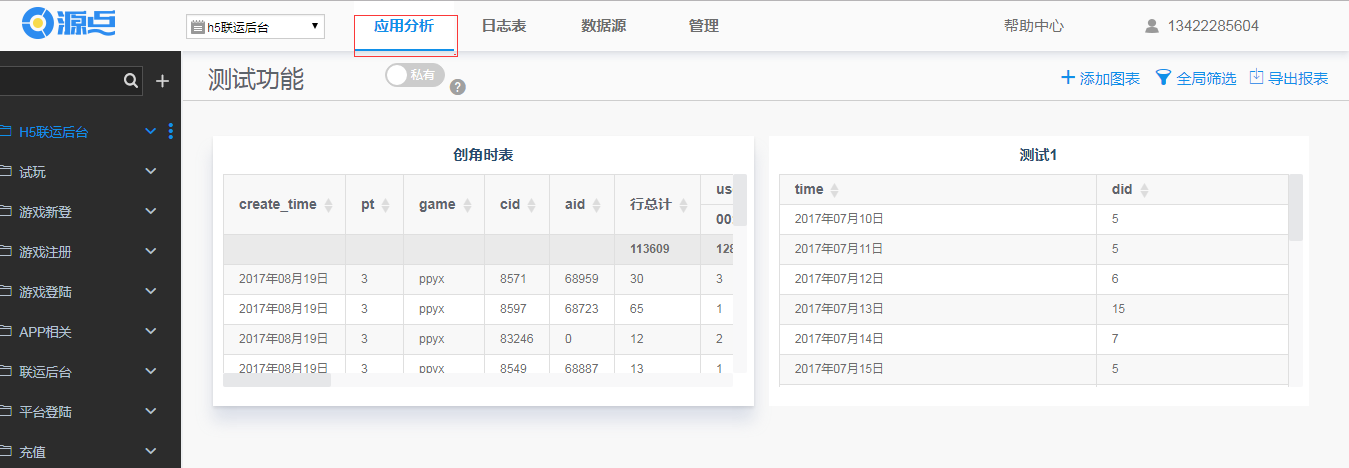 源点 h5联运后台 应用分析 日志表 数据源 管理 帮助中心 13422285604
测试功能 私有 ? 添加图表 全局筛选 导出报表
H5联运后台
试玩
游戏新登
游戏注册
游戏登陆
APP相关
联运后台
平台登陆
充值
创角时表
create_time pt game cid aid 行总计
00
113609
2017年08月19日 3 ppyx 8571 68959 30 3
2017年08月19日 3 ppyx 8597 68723 65 1
2017年08月19日 3 ppyx 83246 0 12 2
2017年08月19日 3 ppyx 8549 68887 13 1
测试1
time did
2017年07月10日 5
2017年07月11日 5
2017年07月12日 6
2017年07月13日 15
2017年07月14日 7
2017年07月15日 5